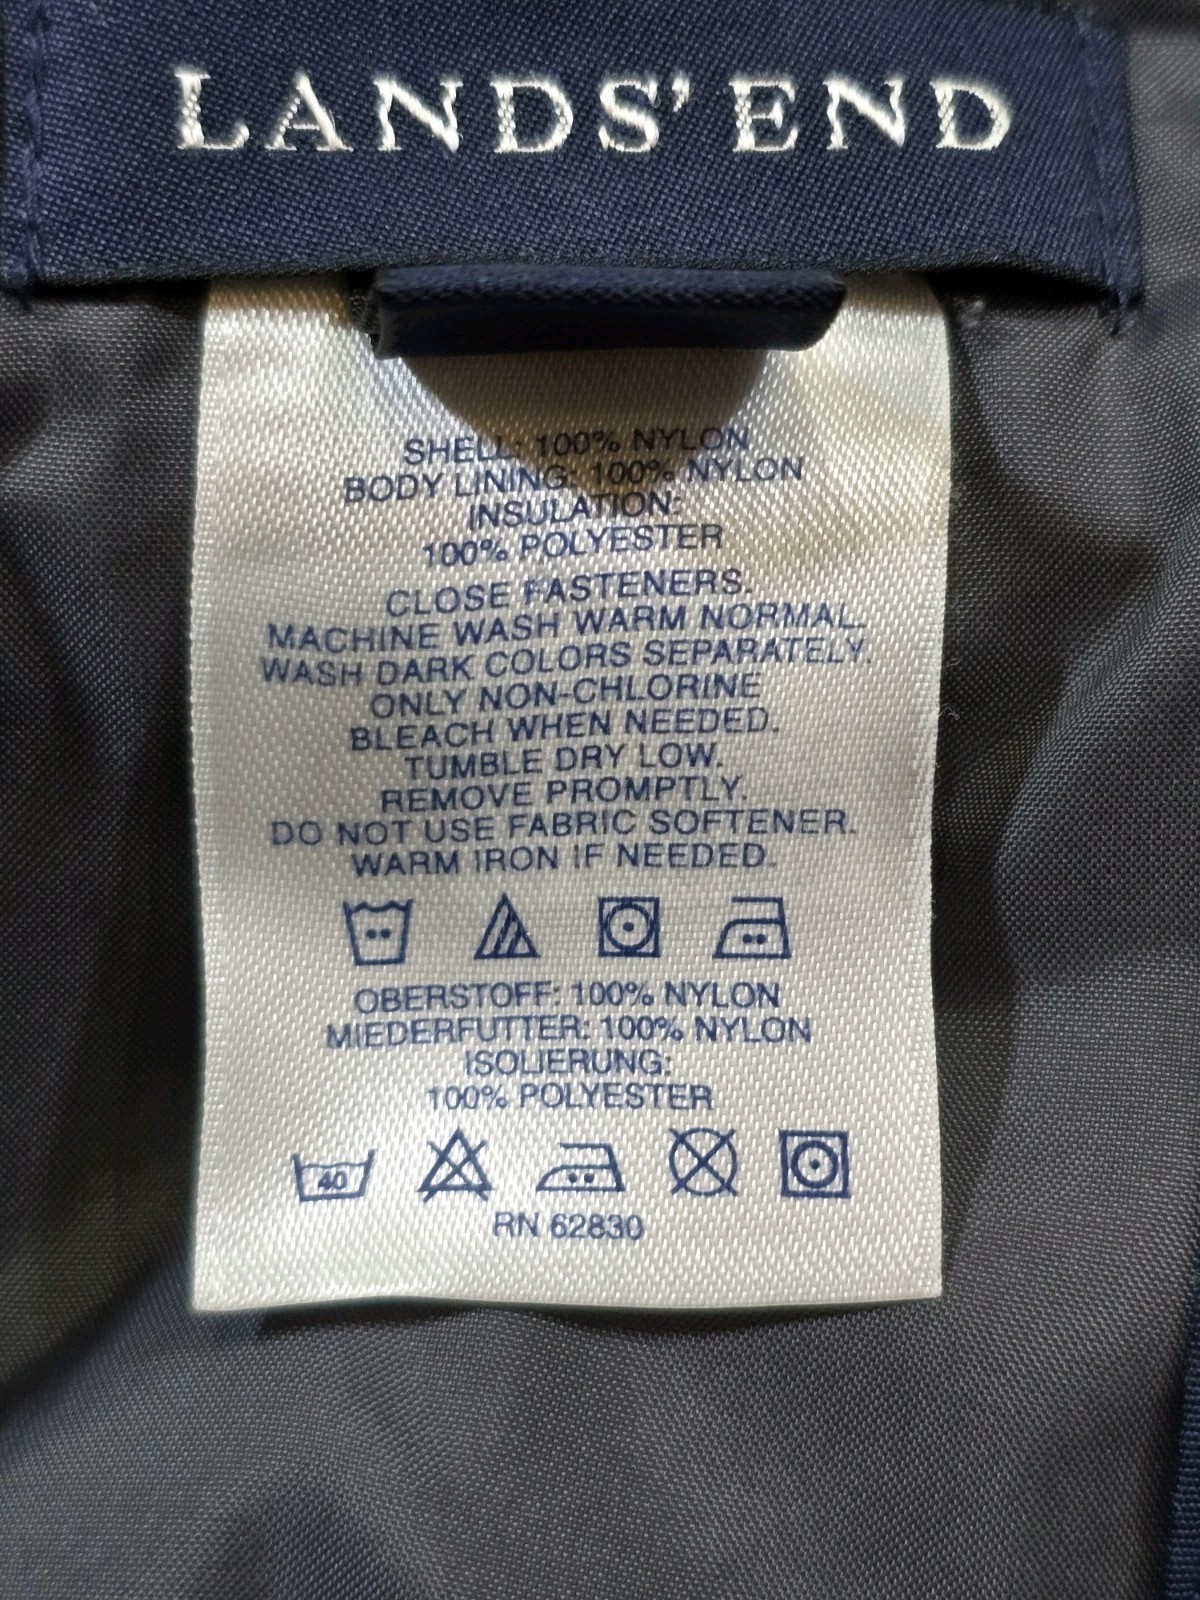 LANDS' END
SHELL: 100% NYLON
BODY LINING: 100% NYLON
INSULATION:
100% POLYESTER
CLOSE FASTENERS.
MACHINE WASH WARM NORMAL.
WASH DARK COLORS SEPARATELY.
ONLY NON-CHLORINE
BLEACH WHEN NEEDED.
TUMBLE DRY LOW.
REMOVE PROMPTLY.
DO NOT USE FABRIC SOFTENER.
WARM IRON IF NEEDED.
OBERSTOFF: 100% NYLON
MIEDERFUTTER: 100% NYLON
ISOLIERUNG:
100% POLYESTER
40
RN 62830